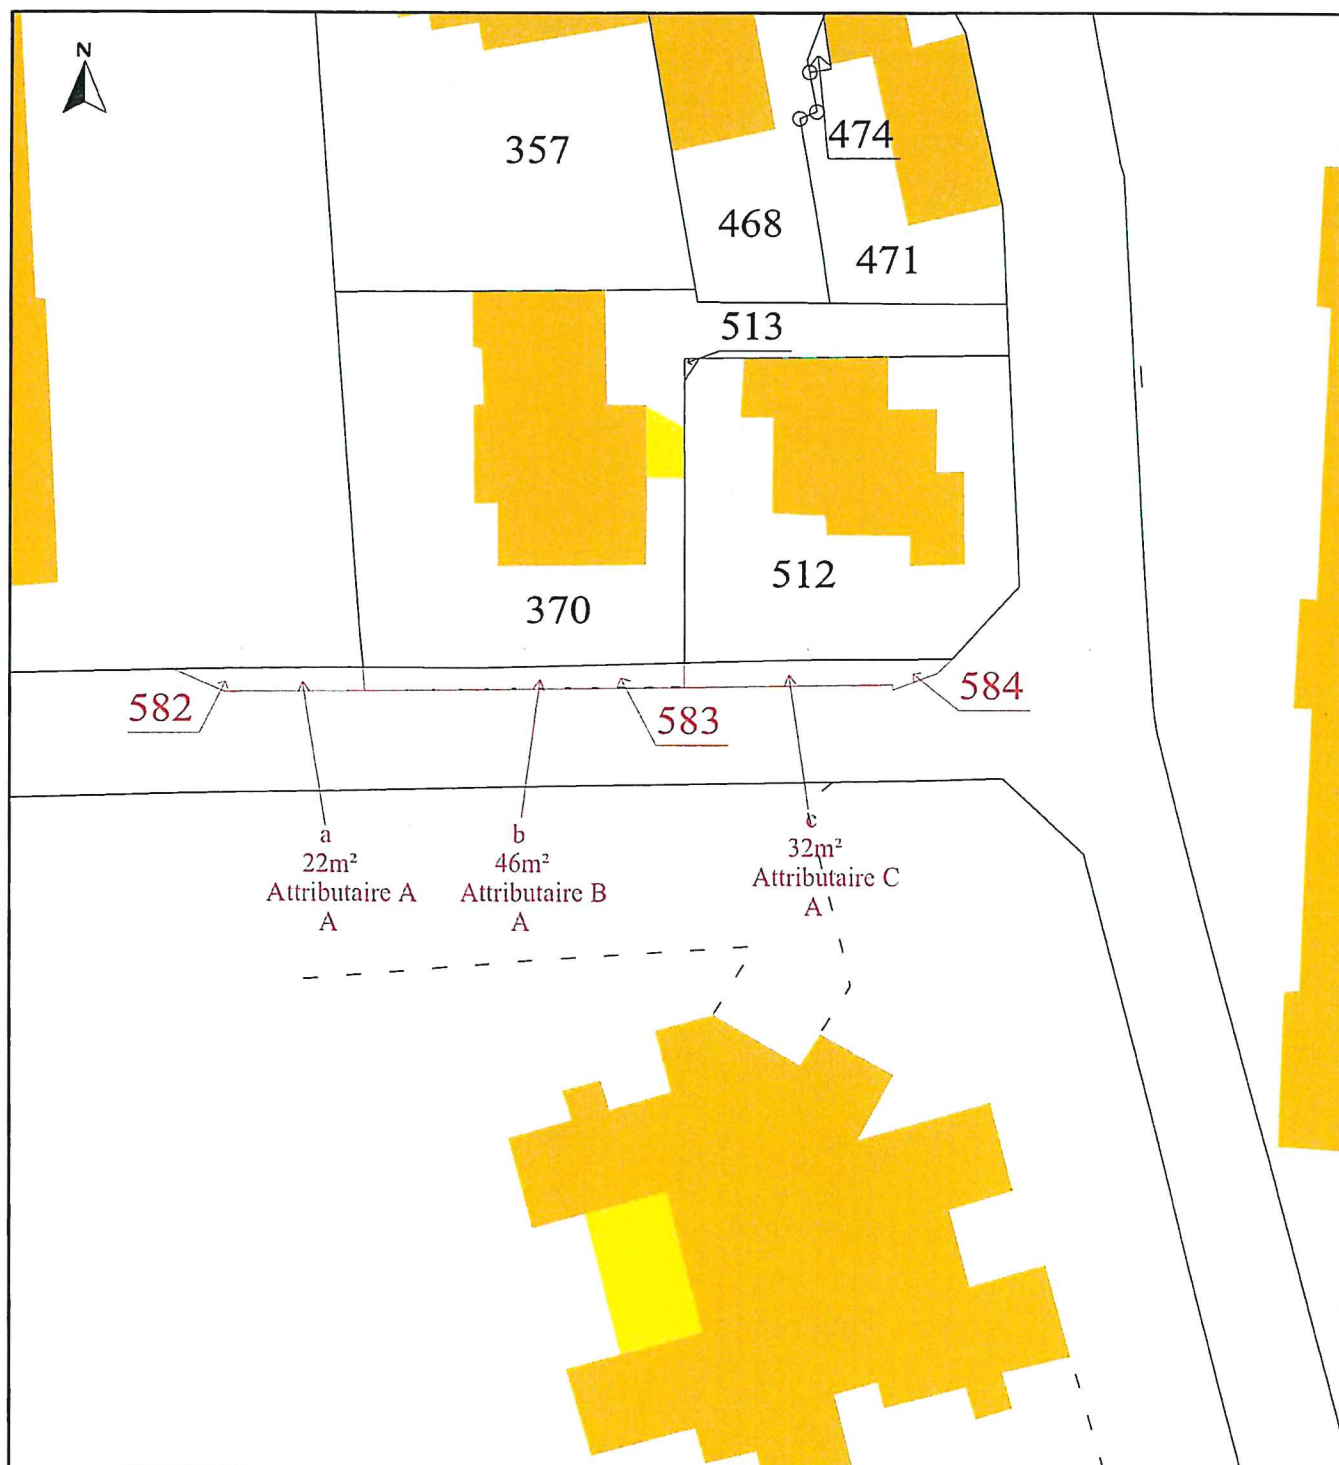 N
357
474
468
471
513
512
370
582
583
584
a
22m²
Attributaire A
A
b
46m²
Attributaire B
A
c
32m²
Attributaire C
A